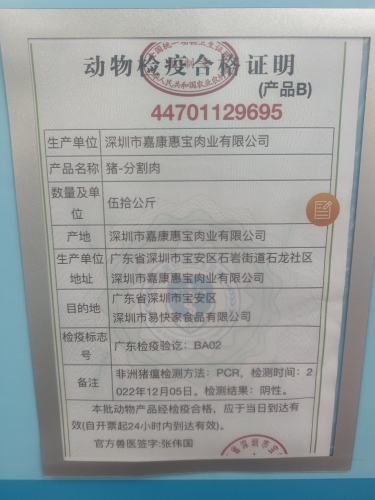 全国统一动物卫生证
动物检疫合格证明
(产品B)
44701129695
生产单位 深圳市嘉康惠宝肉业有限公司
产品名称 猪-分割肉
数量及单位 伍拾公斤
产地 深圳市嘉康惠宝肉业有限公司
生产单位 广东省深圳市宝安区石岩街道石龙社区
地址 深圳市嘉康惠宝肉业有限公司
目的地 广东省深圳市宝安区
深圳市易快家食品有限公司
检疫标志号 广东检疫验讫：BA02
备注 非洲猪瘟检测方法：PCR，检测时间：2
022年12月05日。检测结果：阴性。
本批动物产品经检疫合格，应于当日到达有
效(自开票起24小时内到达有效)。
官方兽医签字:张伟国